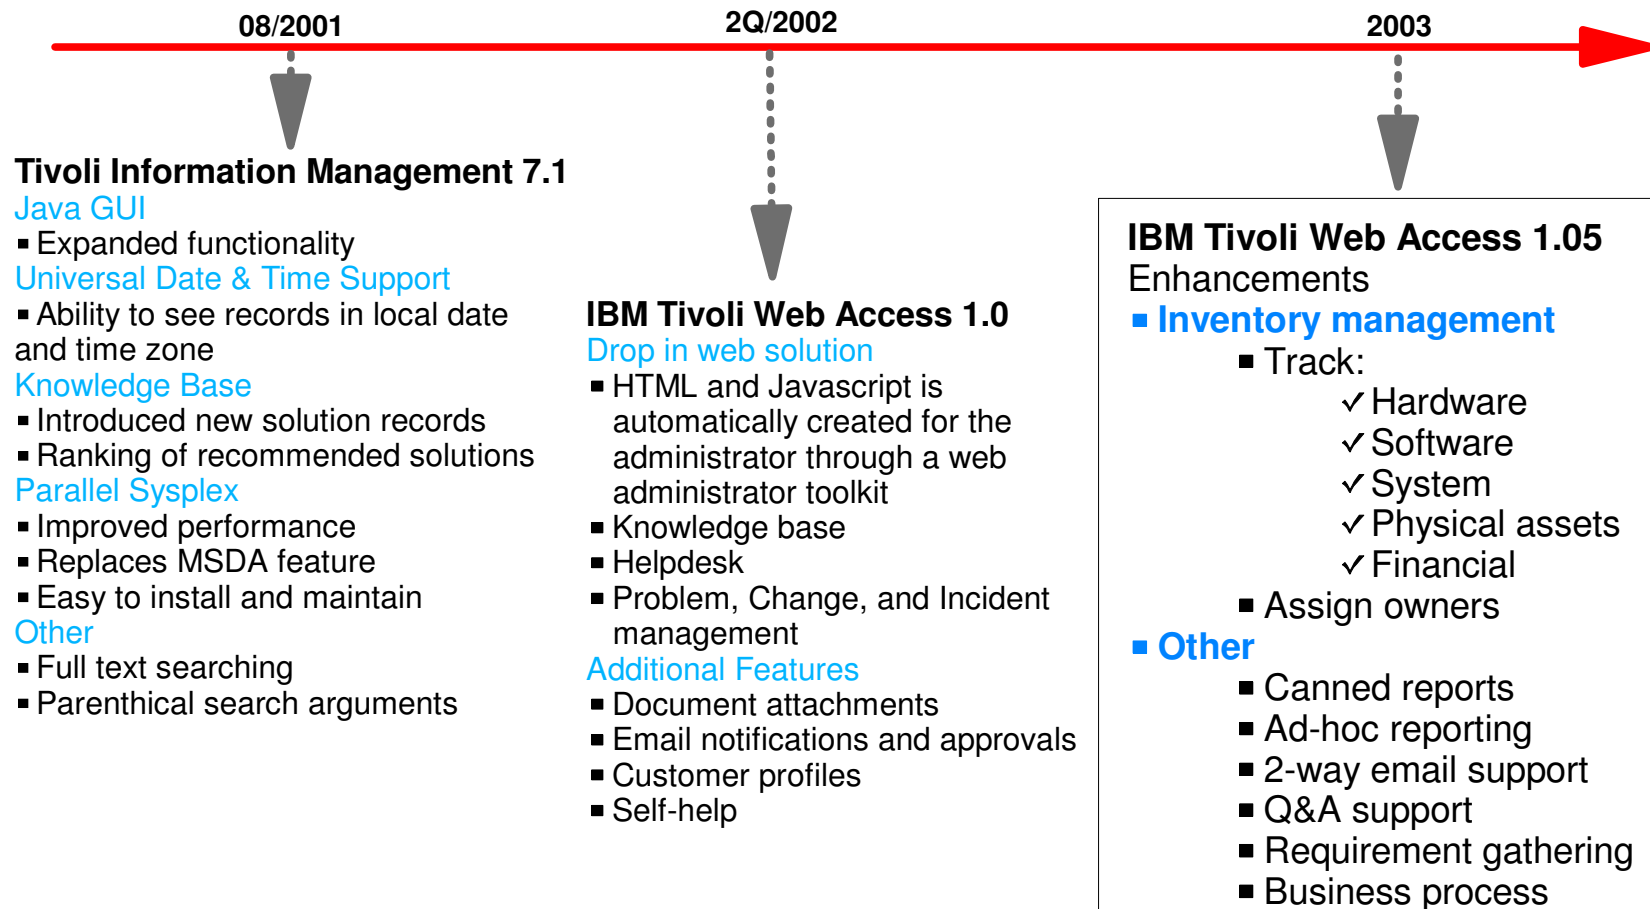 08/2001
2Q/2002
2003
Tivoli Information Management 7.1
Java GUI
▪ Expanded functionality
Universal Date & Time Support
▪ Ability to see records in local date
and time zone
Knowledge Base
▪ Introduced new solution records
▪ Ranking of recommended solutions
Parallel Sysplex
▪ Improved performance
▪ Replaces MSDA feature
▪ Easy to install and maintain
Other
▪ Full text searching
▪ Parenthical search arguments
IBM Tivoli Web Access 1.0
Drop in web solution
▪ HTML and Javascript is
automatically created for the
administrator through a web
administrator toolkit
▪ Knowledge base
▪ Helpdesk
▪ Problem, Change, and Incident
management
Additional Features
▪ Document attachments
▪ Email notifications and approvals
▪ Customer profiles
▪ Self-help
IBM Tivoli Web Access 1.05
Enhancements
▪ Inventory management
▪ Track:
✓ Hardware
✓ Software
✓ System
✓ Physical assets
✓ Financial
▪ Assign owners
▪ Other
▪ Canned reports
▪ Ad-hoc reporting
▪ 2-way email support
▪ Q&A support
▪ Requirement gathering
▪ Business process